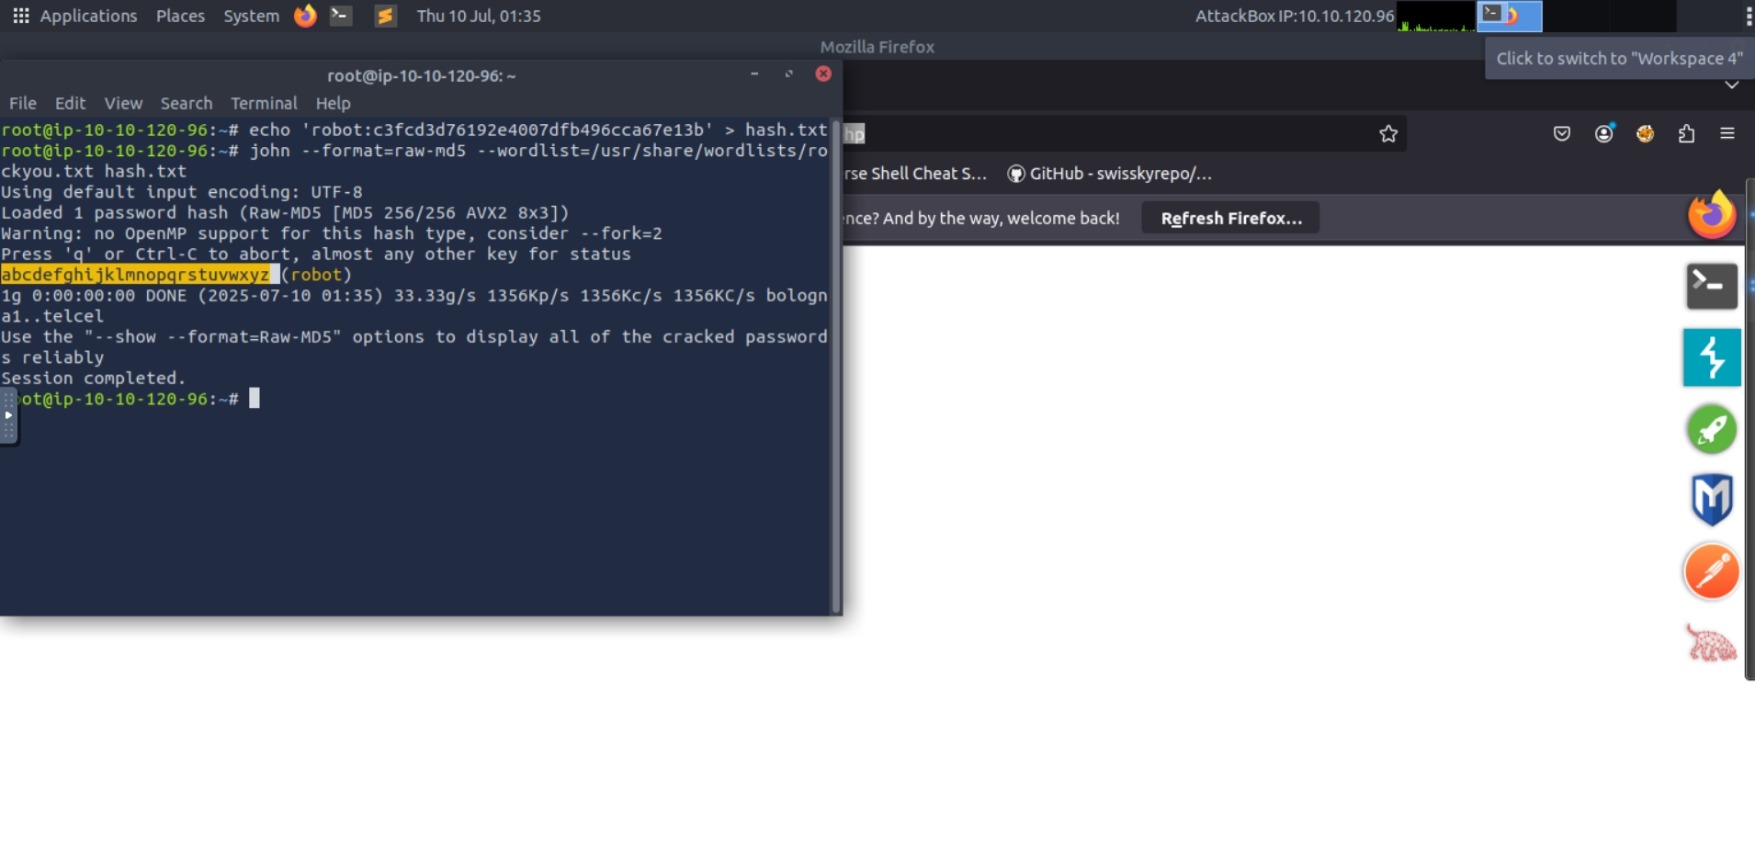 Applications Places System Thu 10 Jul, 01:35 AttackBox IP:10.10.120.96
Mozilla Firefox
Click to switch to "Workspace 4"
root@ip-10-10-120-96: ~
File Edit View Search Terminal Help
root@ip-10-10-120-96:~# echo 'robot:c3fcd3d76192e4007dfb496cca67e13b' > hash.txt
root@ip-10-10-120-96:~# john --format=raw-md5 --wordlist=/usr/share/wordlists/ro
ckyou.txt hash.txt
Using default input encoding: UTF-8
Loaded 1 password hash (Raw-MD5 [MD5 256/256 AVX2 8x3])
Warning: no OpenMP support for this hash type, consider --fork=2
Press 'q' or Ctrl-C to abort, almost any other key for status
abcdefghijklmnopqrstuvwxyz (robot)
1g 0:00:00:00 DONE (2025-07-10 01:35) 33.33g/s 1356Kp/s 1356Kc/s 1356KC/s bologn
a1..telcel
Use the "--show --format=Raw-MD5" options to display all of the cracked password
s reliably
Session completed.
oot@ip-10-10-120-96:~#
hp
rse Shell Cheat S... GitHub - swisskyrepo/...
ence? And by the way, welcome back! Refresh Firefox...